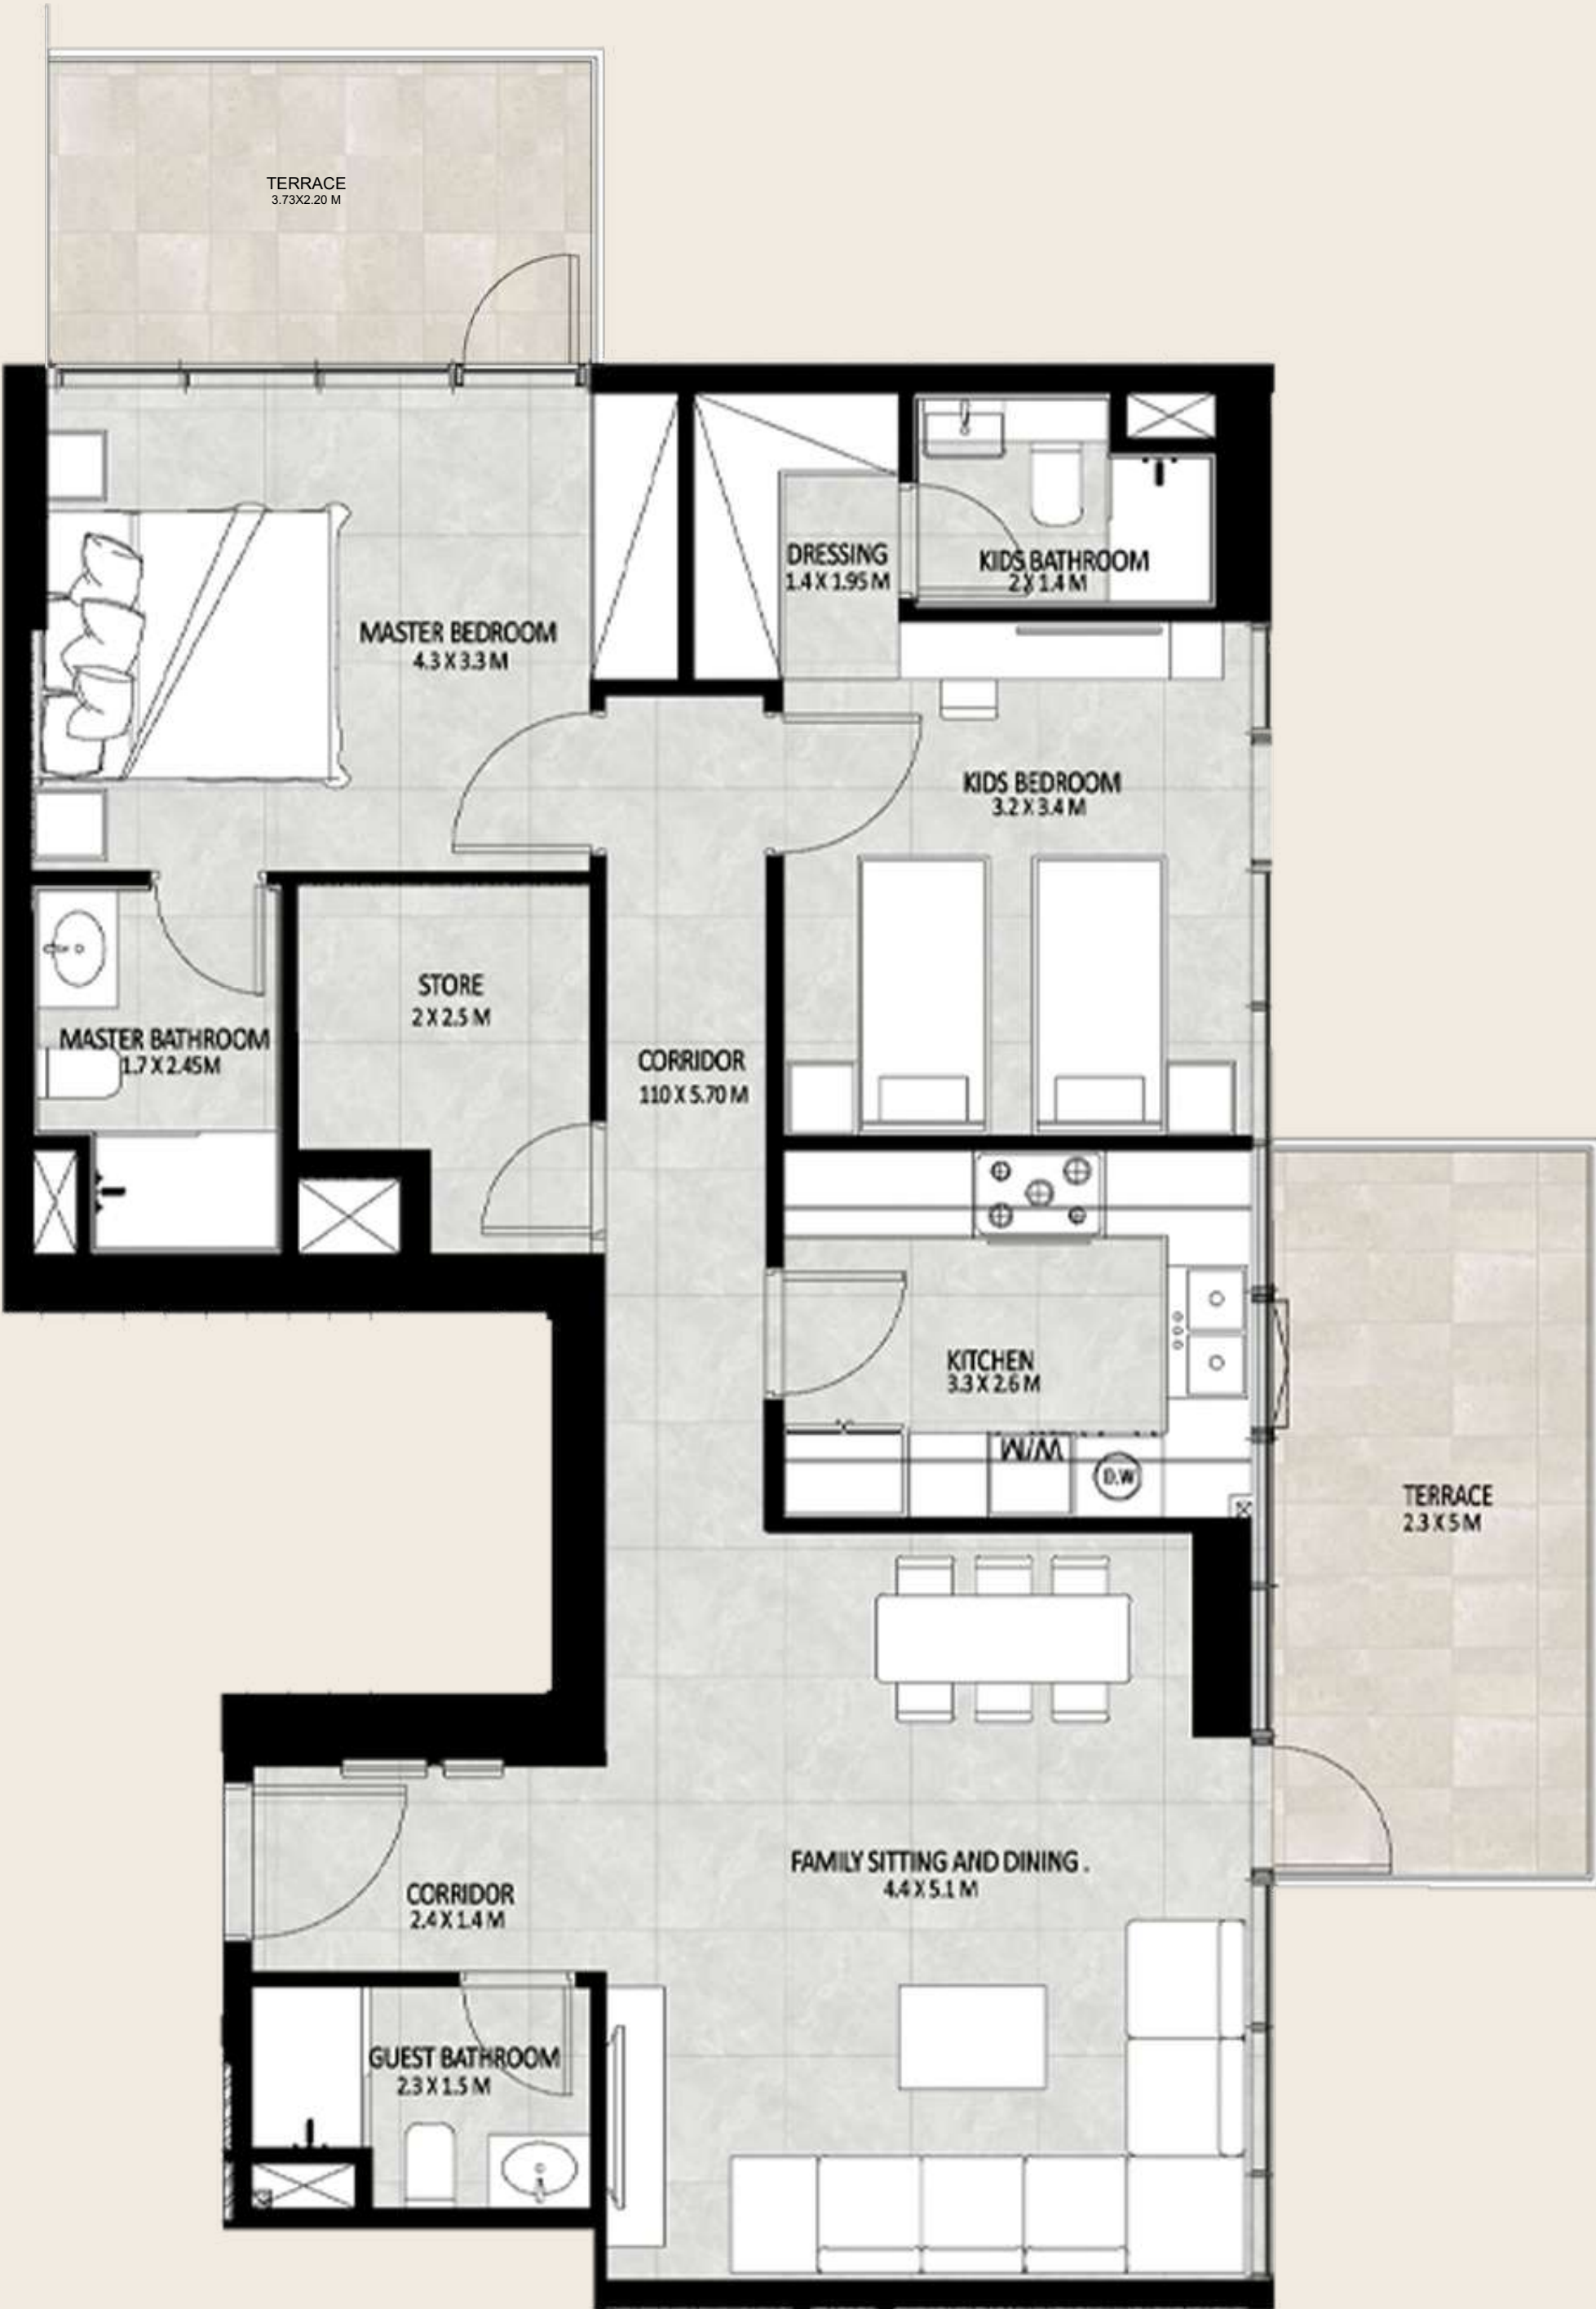 TERRACE
3.73X2.20 M
DRESSING
1.4 X 1.95 M
KIDS BATHROOM
2 X 1.4 M
MASTER BEDROOM
4.3 X 3.3 M
KIDS BEDROOM
3.2 X 3.4 M
STORE
2 X 2.5 M
MASTER BATHROOM
1.7 X 2.45M
CORRIDOR
110 X 5.70 M
KITCHEN
3.3 X 2.6 M
W/M
D.W
TERRACE
2.3 X 5 M
FAMILY SITTING AND DINING .
4.4 X 5.1 M
CORRIDOR
2.4 X 1.4 M
GUEST BATHROOM
2.3 X 1.5 M